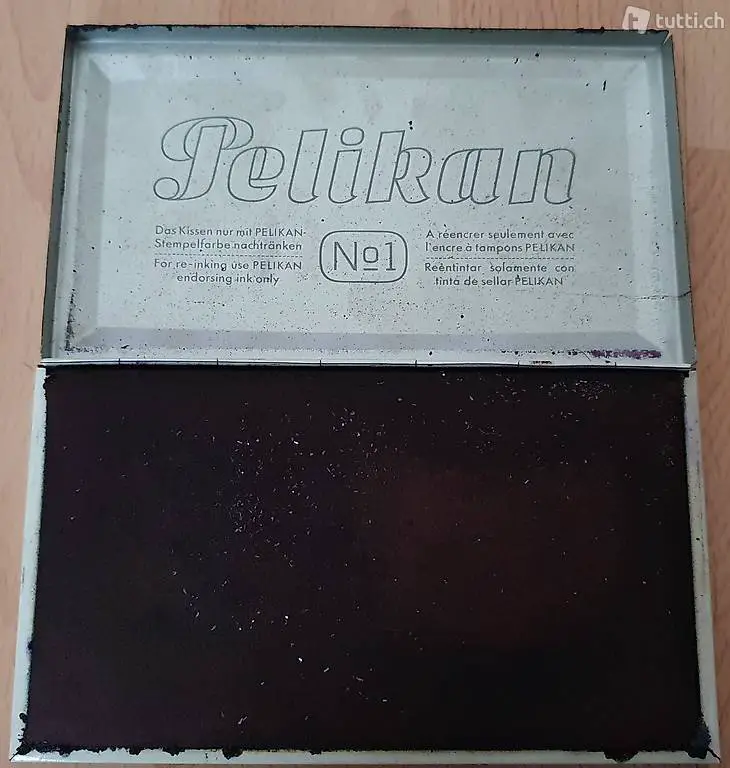 tutti.ch
Pelikan
Das Kissen nur mit PELIKAN-
Stempelfarbe nachtränken
For re-inking use PELIKAN
endorsing ink only
No1
A réencrer seulement avec
l'encre à tampons PELIKAN
Reêntintar solamente con
tinta de sellar PELIKAN